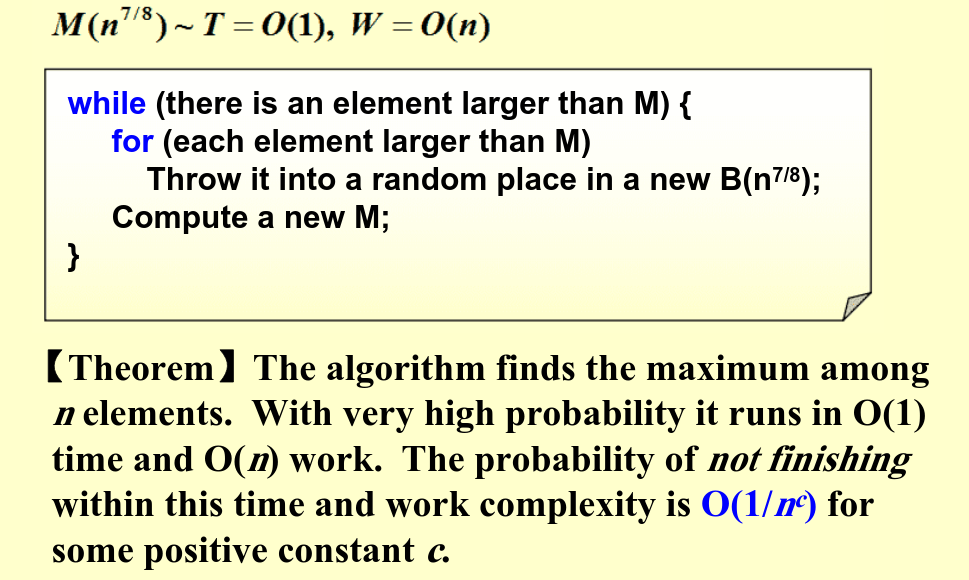 M(n^{7/8}) ~ T = O(1), W = O(n)
while (there is an element larger than M) {
for (each element larger than M)
Throw it into a random place in a new B(n^{7/8});
Compute a new M;
}
【Theorem】The algorithm finds the maximum among
n elements. With very high probability it runs in O(1)
time and O(n) work. The probability of not finishing
within this time and work complexity is O(1/n^c) for
some positive constant c.